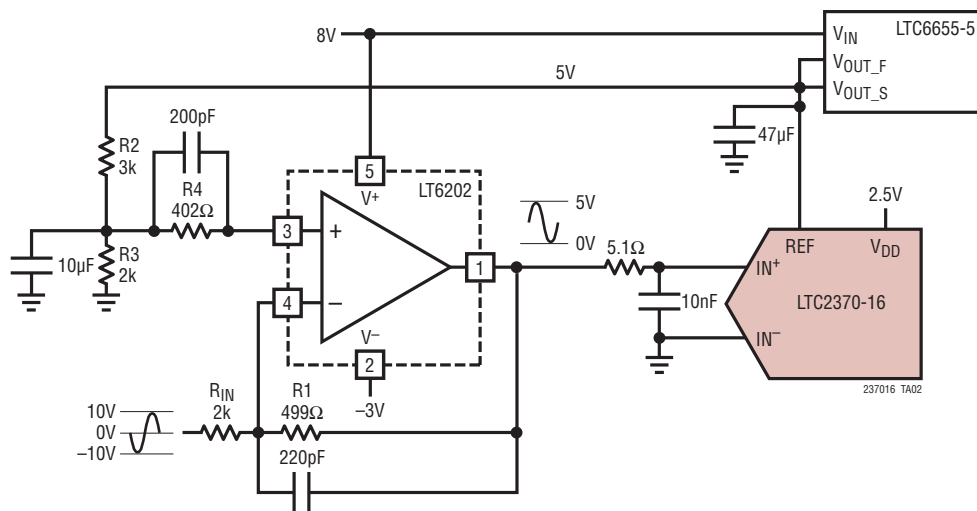 LTC6655-5
8V
V_IN
V_OUT_F
5V
V_OUT_S
200pF
47µF
R2
3k
5
LT6202
V+
R4
402Ω
5V
2.5V
3
+
0V
5.1Ω
REF
V_DD
10µF
R3
2k
1
IN+
4
–
10nF
LTC2370-16
V–
2
IN–
R_IN
2k
R1
499Ω
–3V
237016 TA02
10V
0V
–10V
220pF